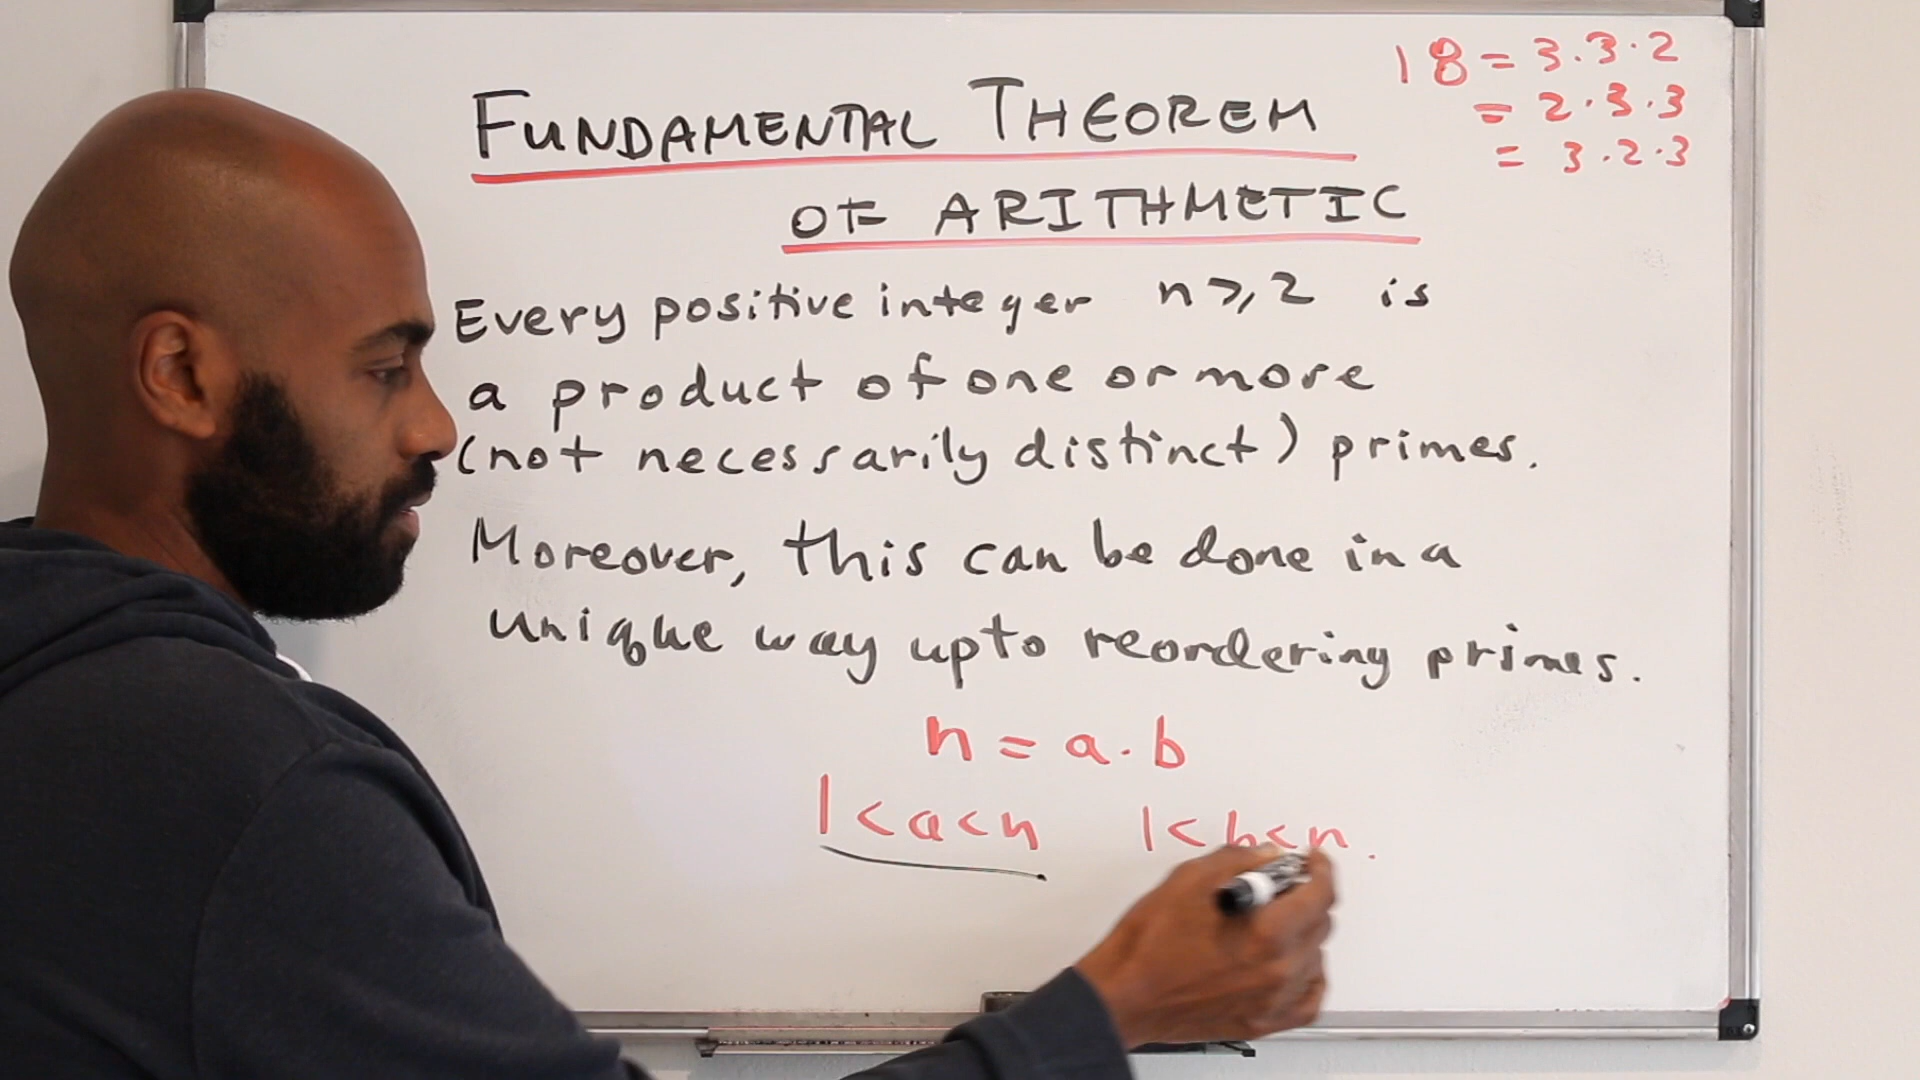 18 = 3.3.2
= 2.3.3
= 3.2.3
FUNDAMENTAL THEOREM
OF ARITHMETIC
Every positive integer n ⩾ 2 is
a product of one or more
(not necessarily distinct) primes.
Moreover, this can be done in a
unique way upto reordering primes.
n = a.b
1<a<n 1<b<n.